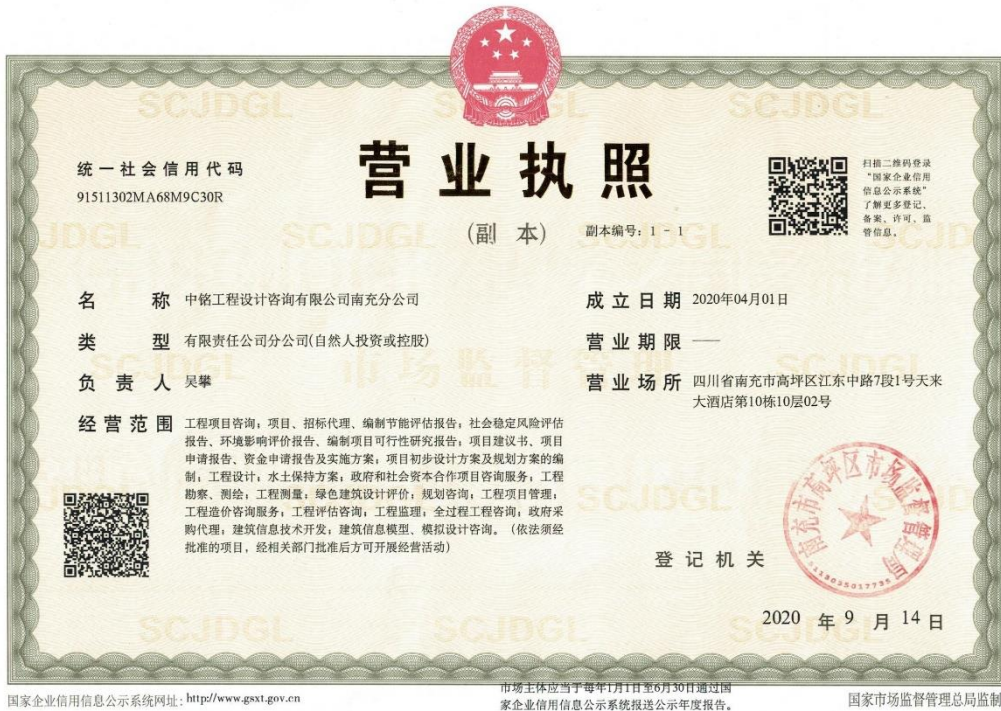 统一社会信用代码
91511302MA68M9C30R
营业执照
(副 本)
副本编号：1 - 1
扫描二维码登录
“国家企业信用
信息公示系统”
了解更多登记、
备案、许可、监
管信息。
名 称 中铭工程设计咨询有限公司南充分公司
类 型 有限责任公司分公司(自然人投资或控股)
负 责 人 吴攀
经 营 范 围 工程项目咨询；项目、招标代理、编制节能评估报告；社会稳定风险评估
报告、环境影响评价报告、编制项目可行性研究报告；项目建议书、项目
申请报告、资金申请报告及实施方案；项目初步设计方案及规划方案的编
制；工程设计；水土保持方案；政府和社会资本合作项目咨询服务；工程
勘察、测绘；工程测量；绿色建筑设计评价；规划咨询；工程项目管理；
工程造价咨询服务；工程评估咨询；工程监理；全过程工程咨询；政府采
购代理；建筑信息技术开发；建筑信息模型、模拟设计咨询。（依法须经
批准的项目，经相关部门批准后方可开展经营活动）
成 立 日 期 2020年04月01日
营 业 期 限 ——
营 业 场 所 四川省南充市高坪区江东中路7段1号天来
大酒店第10栋10层02号
登 记 机 关
南充市高坪区市场监督管理局
5113035017735
2020 年 9 月 14 日
SCJDGL
市场监督管理
国家企业信用信息公示系统网址：http://www.gsxt.gov.cn
市场主体应当于每年1月1日至6月30日通过国
家企业信用信息公示系统报送公示年度报告。
国家市场监督管理总局监制